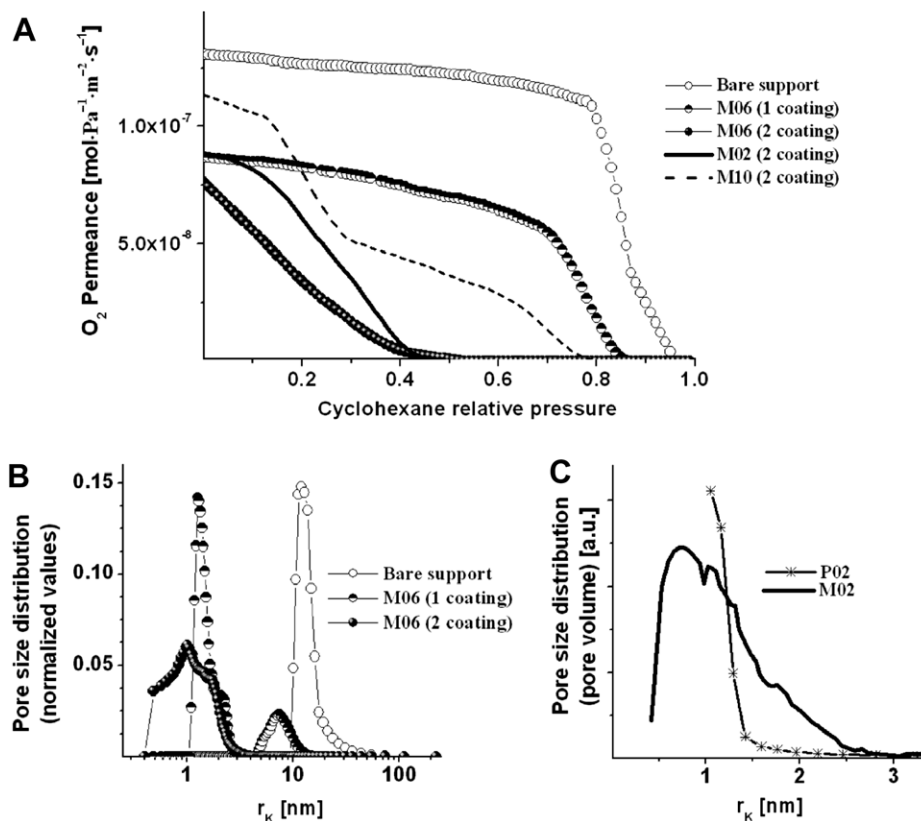 A
O₂ Permeance [mol·Pa⁻¹·m⁻²·s⁻¹]
1.0x10⁻⁷
5.0x10⁻⁸
0.2 0.4 0.6 0.8 1.0
Cyclohexane relative pressure
Bare support
M06 (1 coating)
M06 (2 coating)
M02 (2 coating)
M10 (2 coating)
B
Pore size distribution
(normalized values)
0.15
0.10
0.05
1 10 100
r_K [nm]
Bare support
M06 (1 coating)
M06 (2 coating)
C
Pore size distribution
(pore volume) [a.u.]
P02
M02
1 2 3
r_K [nm]